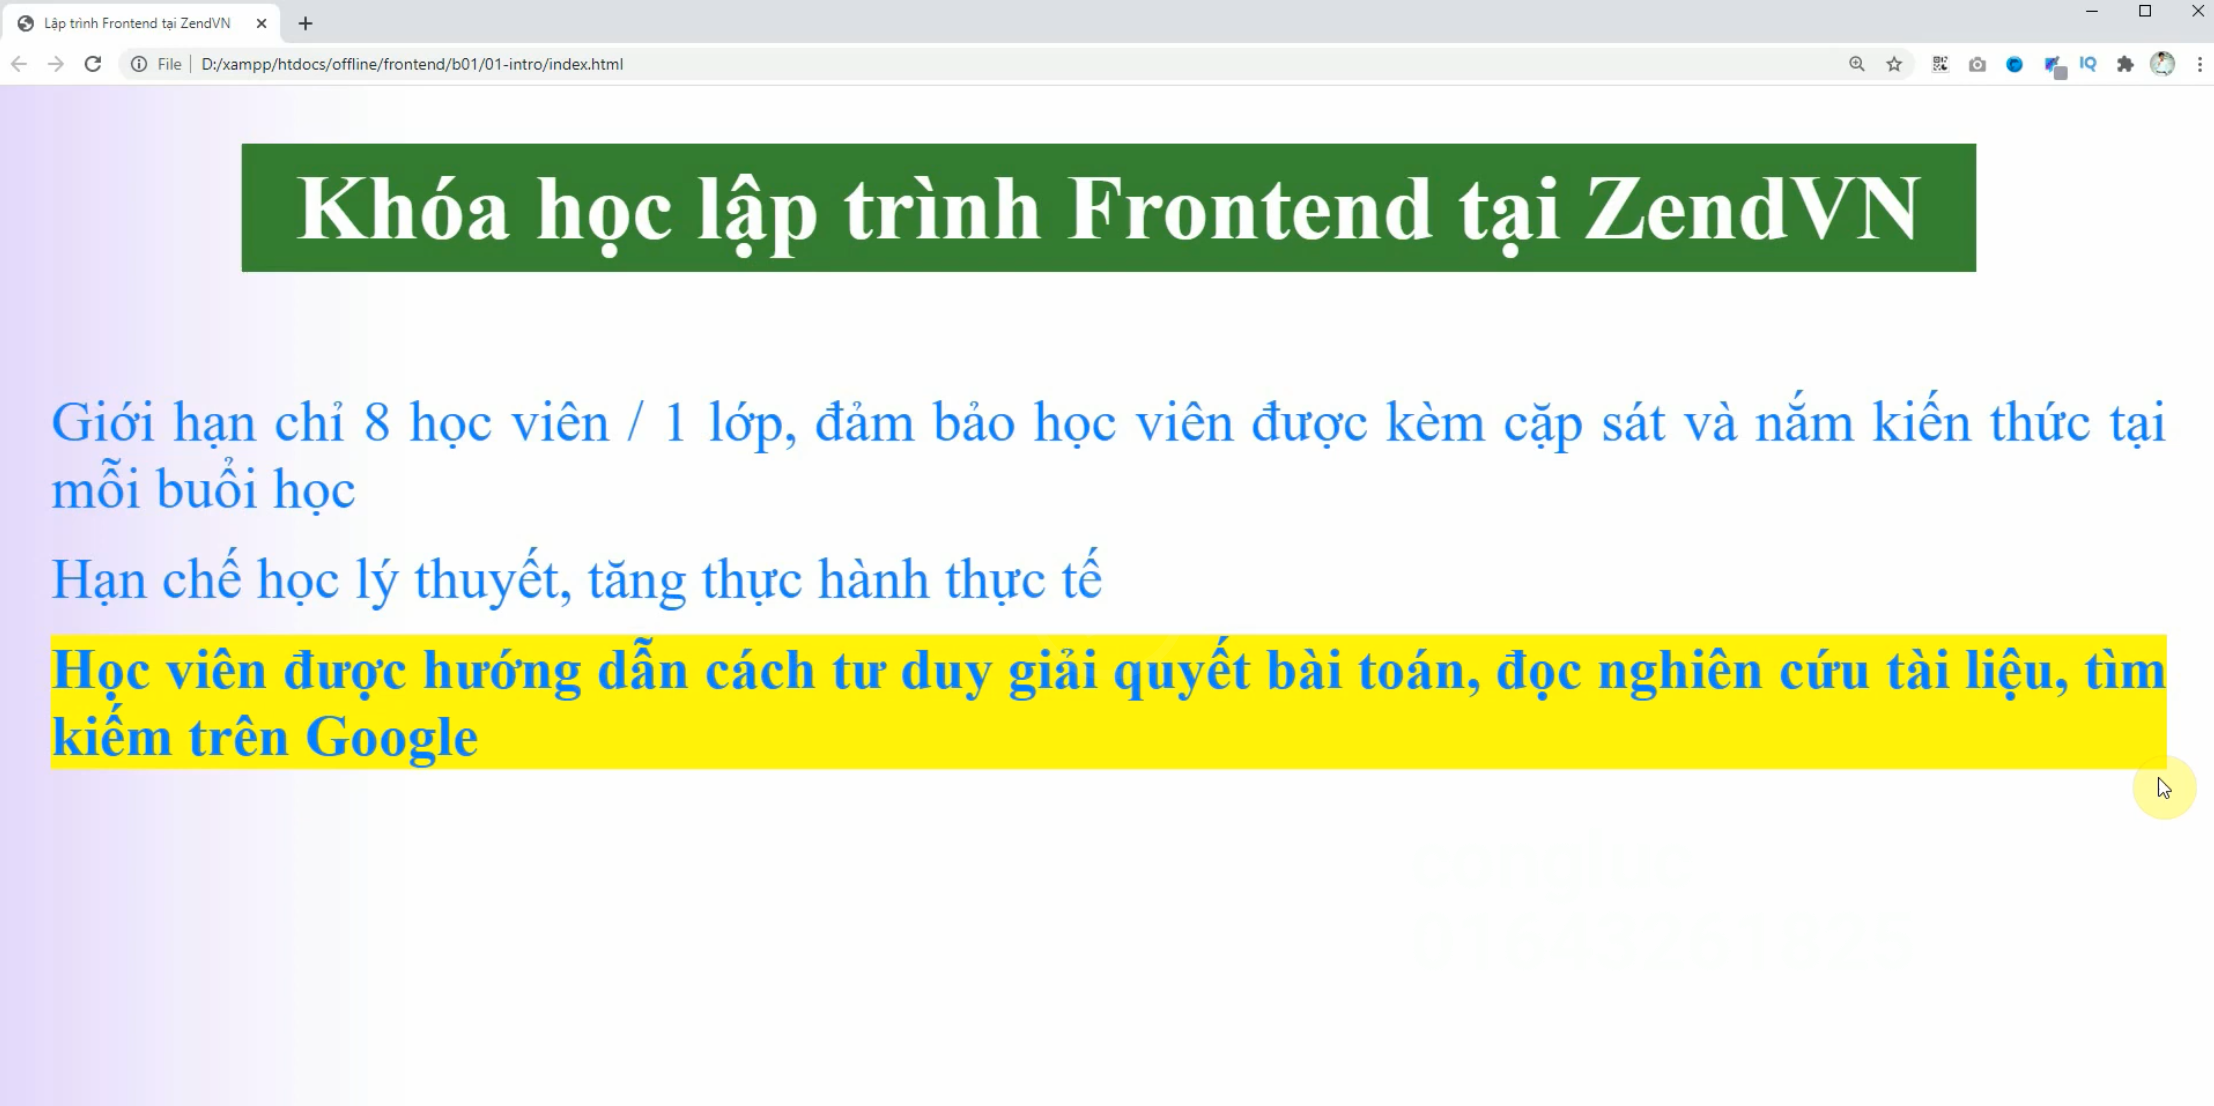 Lập trình Frontend tại ZendVN
File
D:/xampp/htdocs/offline/frontend/b01/01-intro/index.html
IQ
Khóa học lập trình Frontend tại ZendVN
Giới hạn chỉ 8 học viên / 1 lớp, đảm bảo học viên được kèm cặp sát và nắm kiến thức tại
mỗi buổi học
Hạn chế học lý thuyết, tăng thực hành thực tế
Học viên được hướng dẫn cách tư duy giải quyết bài toán, đọc nghiên cứu tài liệu, tìm
kiếm trên Google